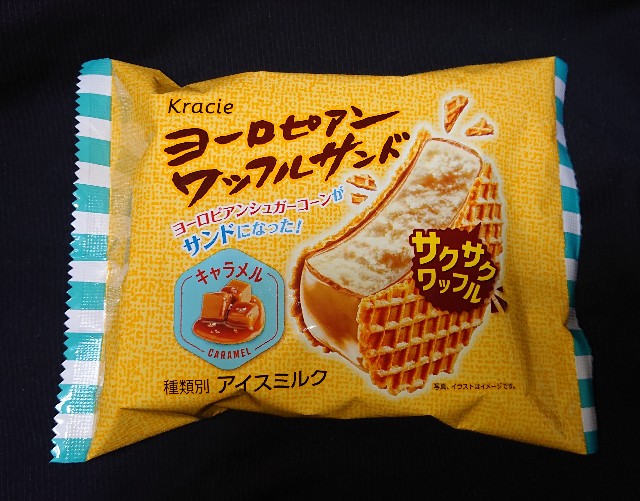 Kracie
ヨーロピアン
ワッフルサンド
ヨーロピアンシュガーコーンが
サンドになった!
サクサク
ワッフル
キャラメル
CARAMEL
種類別 アイスミルク
写真、イラストはイメージです。